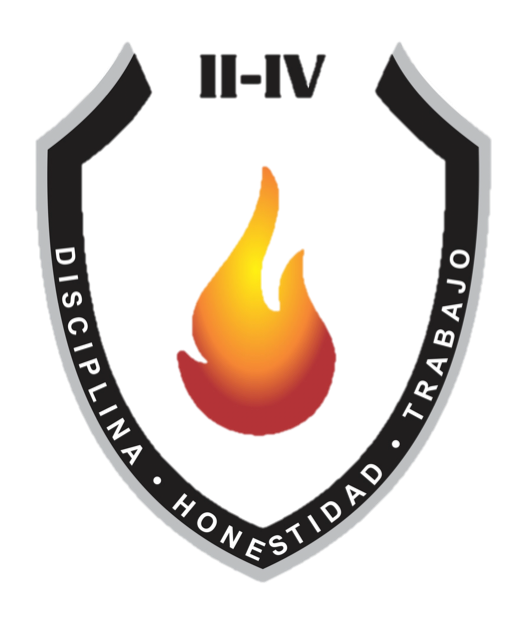 II-IV
DISCIPLINA • HONESTIDAD • TRABAJO